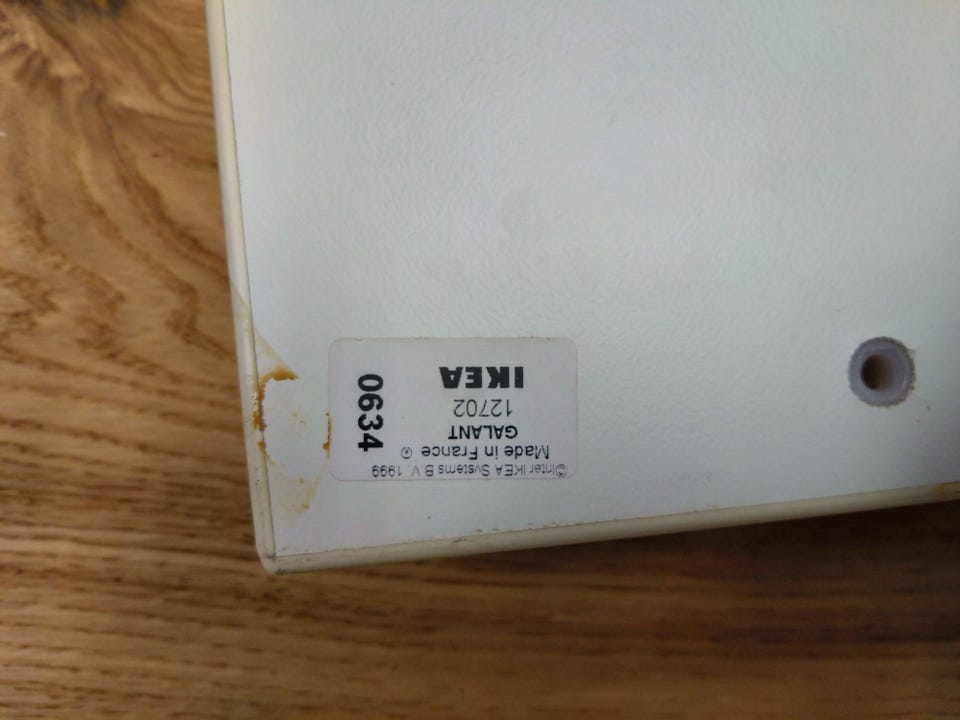 ©Inter IKEA Systems B.V. 1999
Made in France
GALANT
12702
IKEA
0634